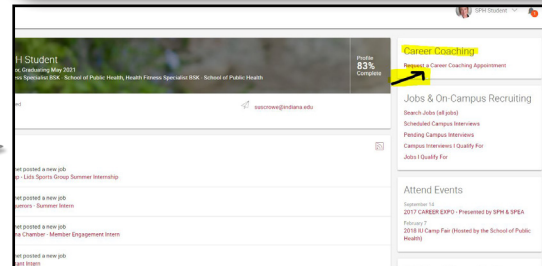 SPH Student
H Student
Graduating May 2021
ess Specialist BSK - School of Public Health, Health Fitness Specialist BSK - School of Public Health
Profile
83%
Complete
suscrowe@indiana.edu
Career Coaching
Request a Career Coaching Appointment
Jobs & On-Campus Recruiting
Search Jobs (all jobs)
Scheduled Campus Interviews
Pending Campus Interviews
Campus Interviews I Qualify For
Jobs I Qualify For
net posted a new job
p - Lids Sports Group Summer Internship
net posted a new job
querors - Summer Intern
net posted a new job
na Chamber - Member Engagement Intern
net posted a new job
tant Intern
Attend Events
September 14
2017 CAREER EXPO - Presented by SPH & SPEA
February 7
2018 IU Camp Fair (Hosted by the School of Public
Health)